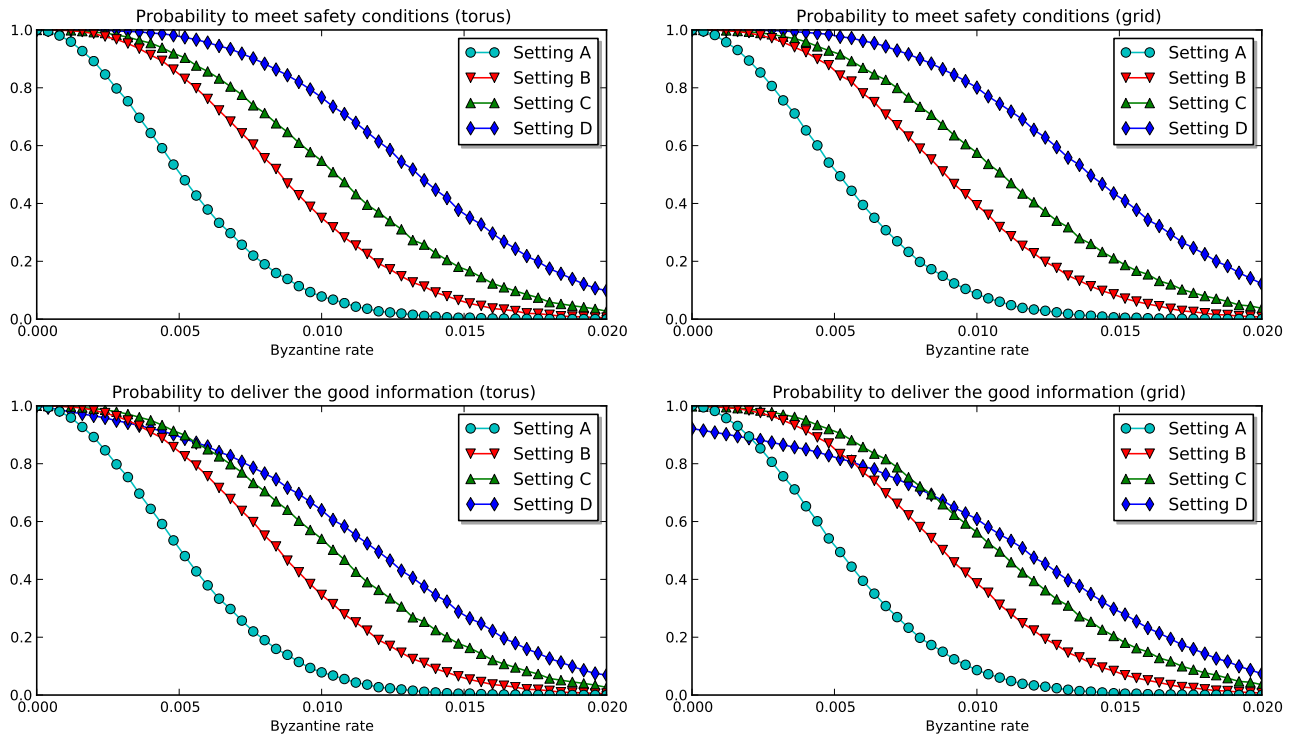 Probability to meet safety conditions (torus)
1.0
0.8
0.6
0.4
0.2
0.0
0.000
0.005
0.010
0.015
0.020
Byzantine rate
Setting A
Setting B
Setting C
Setting D
Probability to meet safety conditions (grid)
1.0
0.8
0.6
0.4
0.2
0.0
0.000
0.005
0.010
0.015
0.020
Byzantine rate
Setting A
Setting B
Setting C
Setting D
Probability to deliver the good information (torus)
1.0
0.8
0.6
0.4
0.2
0.0
0.000
0.005
0.010
0.015
0.020
Byzantine rate
Setting A
Setting B
Setting C
Setting D
Probability to deliver the good information (grid)
1.0
0.8
0.6
0.4
0.2
0.0
0.000
0.005
0.010
0.015
0.020
Byzantine rate
Setting A
Setting B
Setting C
Setting D